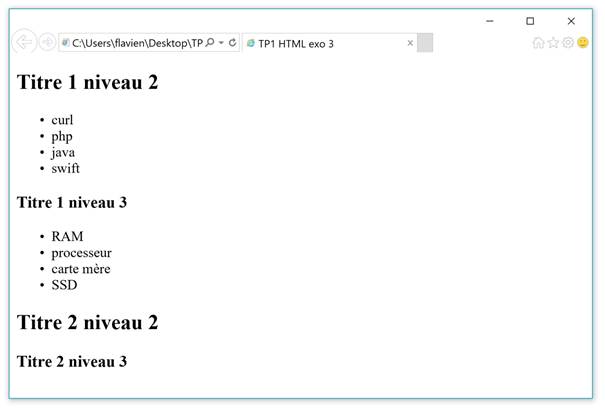 C:\Users\flavien\Desktop\TP
TP1 HTML exo 3
Titre 1 niveau 2
• curl
• php
• java
• swift
Titre 1 niveau 3
• RAM
• processeur
• carte mère
• SSD
Titre 2 niveau 2
Titre 2 niveau 3